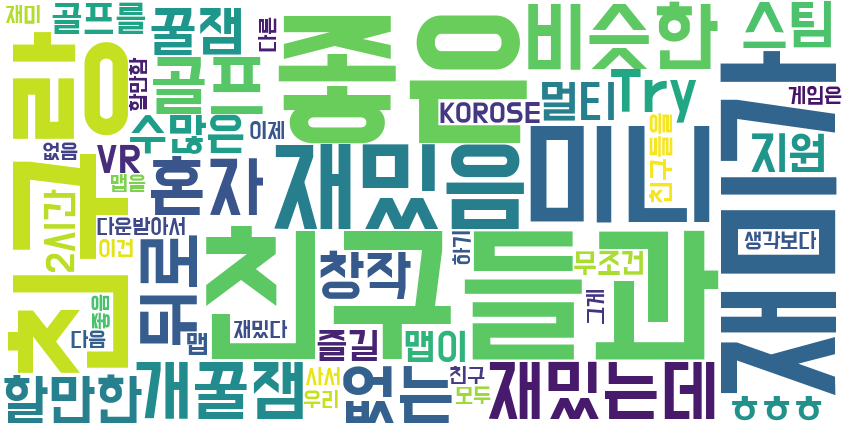 재미
골프를
꿀잼
다른
좋은
비슷한
스팀
친구랑
할만함
골프
멀티
Try
게임은
KOROSE
수많은
이제
없음
VR
맵을
혼자
재밌음
미니
친구들을
지원
존재미
2시간
다운받아서
이건
뒤로
친구들과
창작
하기
무조건
생각보다
좋음
다음
맵
재밌다
즐길
맵이
그게
할만한
개꿀잼
사서
우리
없는
친구
모두
재밌는데
ㅎㅎㅎ